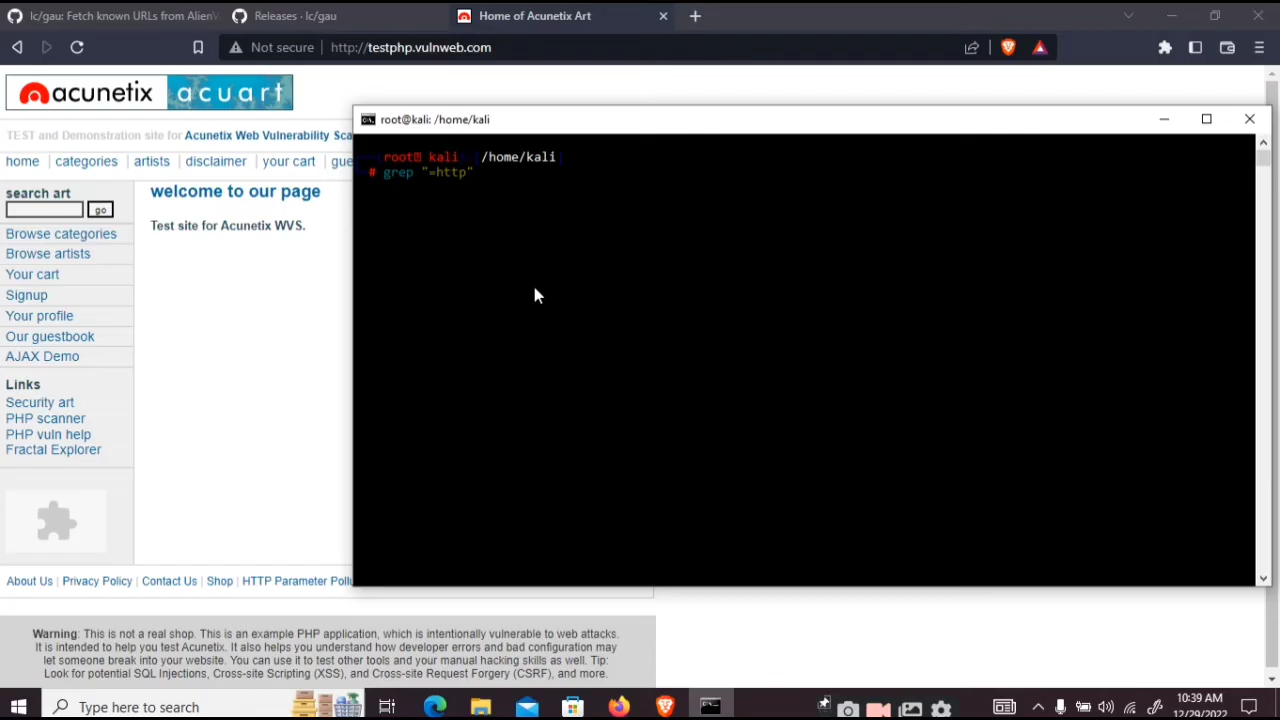 lc/gau: Fetch known URLs from AlienV
Releases · lc/gau
Home of Acunetix Art
Not secure
http://testphp.vulnweb.com
acunetix acuart
root@kali: /home/kali
TEST and Demonstration site for Acunetix Web Vulnerability Sca
home categories artists disclaimer your cart gue
root kali /home/kali
# grep "=http"
search art
go
welcome to our page
Test site for Acunetix WVS.
Browse categories
Browse artists
Your cart
Signup
Your profile
Our guestbook
AJAX Demo
Links
Security art
PHP scanner
PHP vuln help
Fractal Explorer
About Us | Privacy Policy | Contact Us | Shop | HTTP Parameter Pollu
Warning: This is not a real shop. This is an example PHP application, which is intentionally vulnerable to web attacks.
It is intended to help you test Acunetix. It also helps you understand how developer errors and bad configuration may
let someone break into your website. You can use it to test other tools and your manual hacking skills as well. Tip:
Look for potential SQL Injections, Cross-site Scripting (XSS), and Cross-site Request Forgery (CSRF), and more.
Type here to search
10:39 AM
12/29/2022